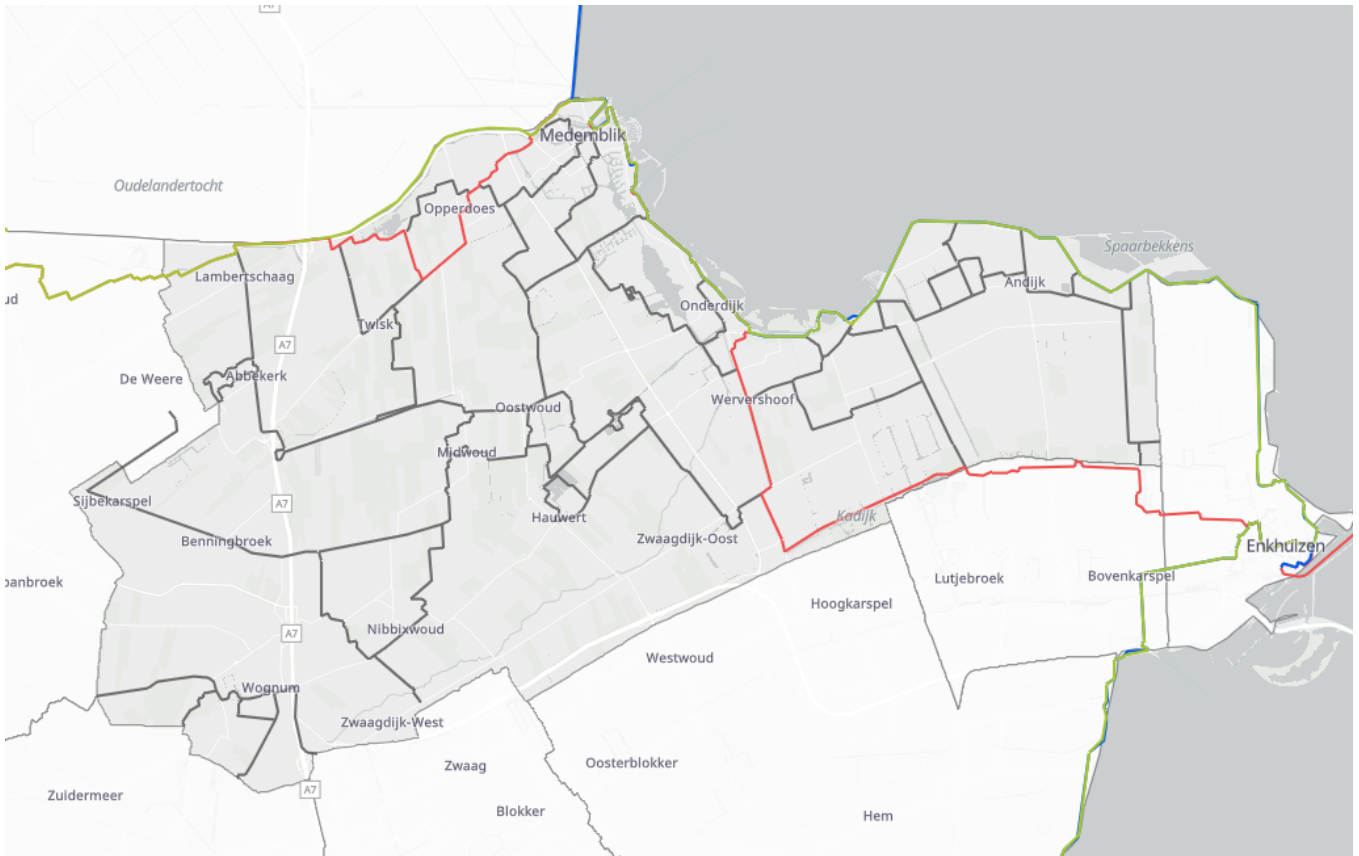 A7
Medemblik
Oudelandertocht
Opperdoes
Spaarbekkens
Lambertschaag
Andijk
ud
Onderdijk
Twisk
A7
De Weere
Abbekerk
Wervershoof
Oostwoud
Midwoud
Sijbekarspel
A7
Hauwert
Kadijk
Benningbroek
Zwaagdijk-Oost
Enkhuizen
panbroek
Lutjebroek
Bovenkarspel
Hoogkarspel
Nibbixwoud
A7
Westwoud
Wognum
Zwaagdijk-West
Zwaag
Oosterblokker
A7
Zuidermeer
Blokker
Hem